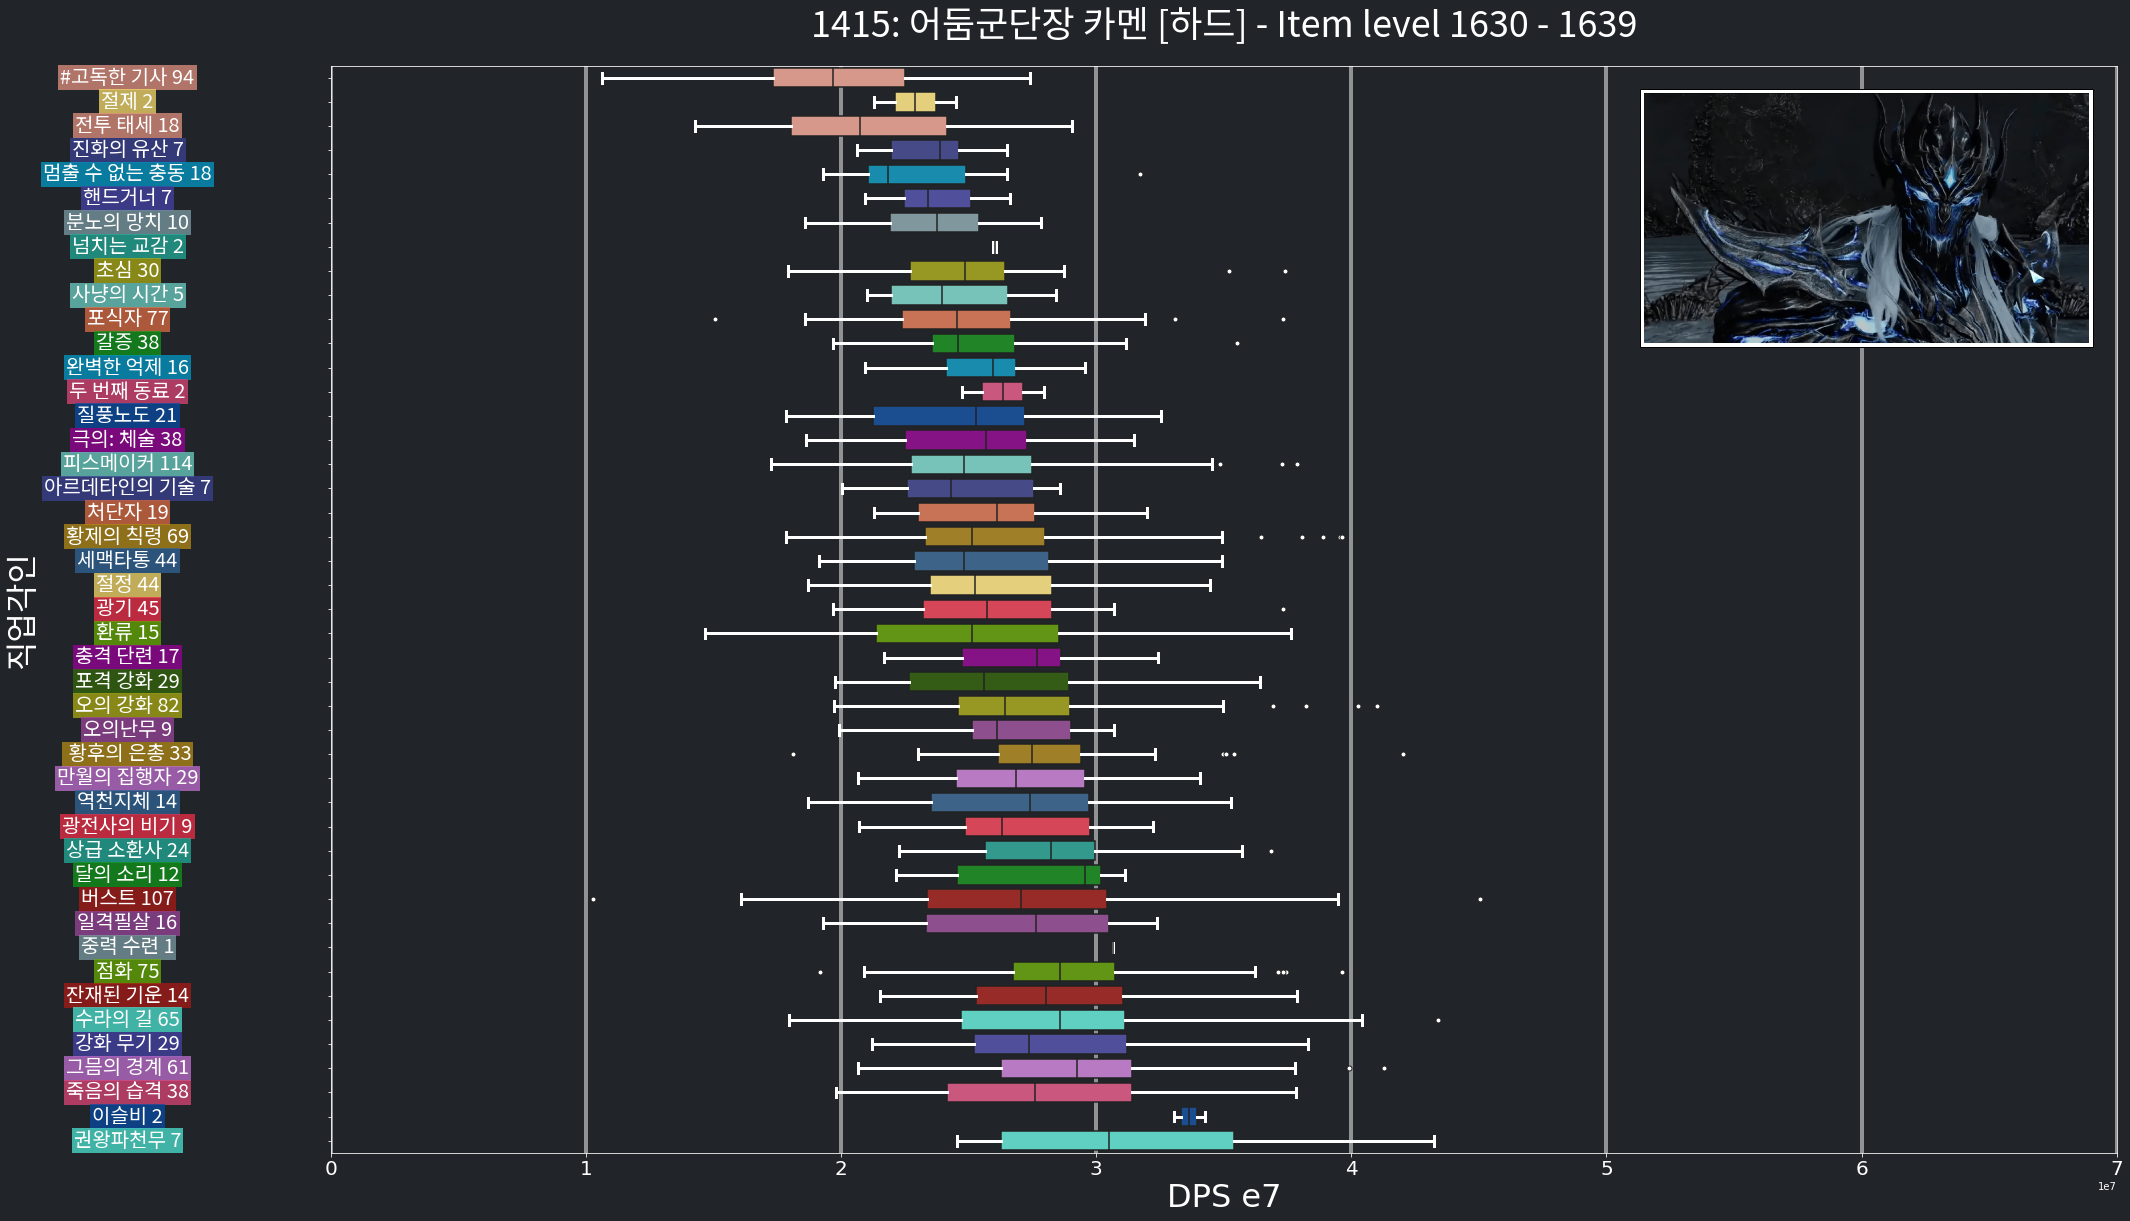 1415: 어둠군단장 카멘 [하드] - Item level 1630 - 1639
#고독한 기사 94
절제 2
전투 태세 18
진화의 유산 7
멈출 수 없는 충동 18
핸드거너 7
분노의 망치 10
넘치는 교감 2
초심 30
사냥의 시간 5
포식자 77
갈증 38
완벽한 억제 16
두 번째 동료 2
질풍노도 21
극의: 체술 38
피스메이커 114
아르데타인의 기술 7
처단자 19
황제의 칙령 69
세맥타통 44
절정 44
광기 45
환류 15
충격 단련 17
포격 강화 29
오의 강화 82
오의난무 9
황후의 은총 33
만월의 집행자 29
역천지체 14
광전사의 비기 9
상급 소환사 24
달의 소리 12
버스트 107
일격필살 16
중력 수련 1
점화 75
잔재된 기운 14
수라의 길 65
강화 무기 29
그믐의 경계 61
죽음의 습격 38
이슬비 2
권왕파천무 7
직업각인
0 1 2 3 4 5 6 7
1e7
DPS e7